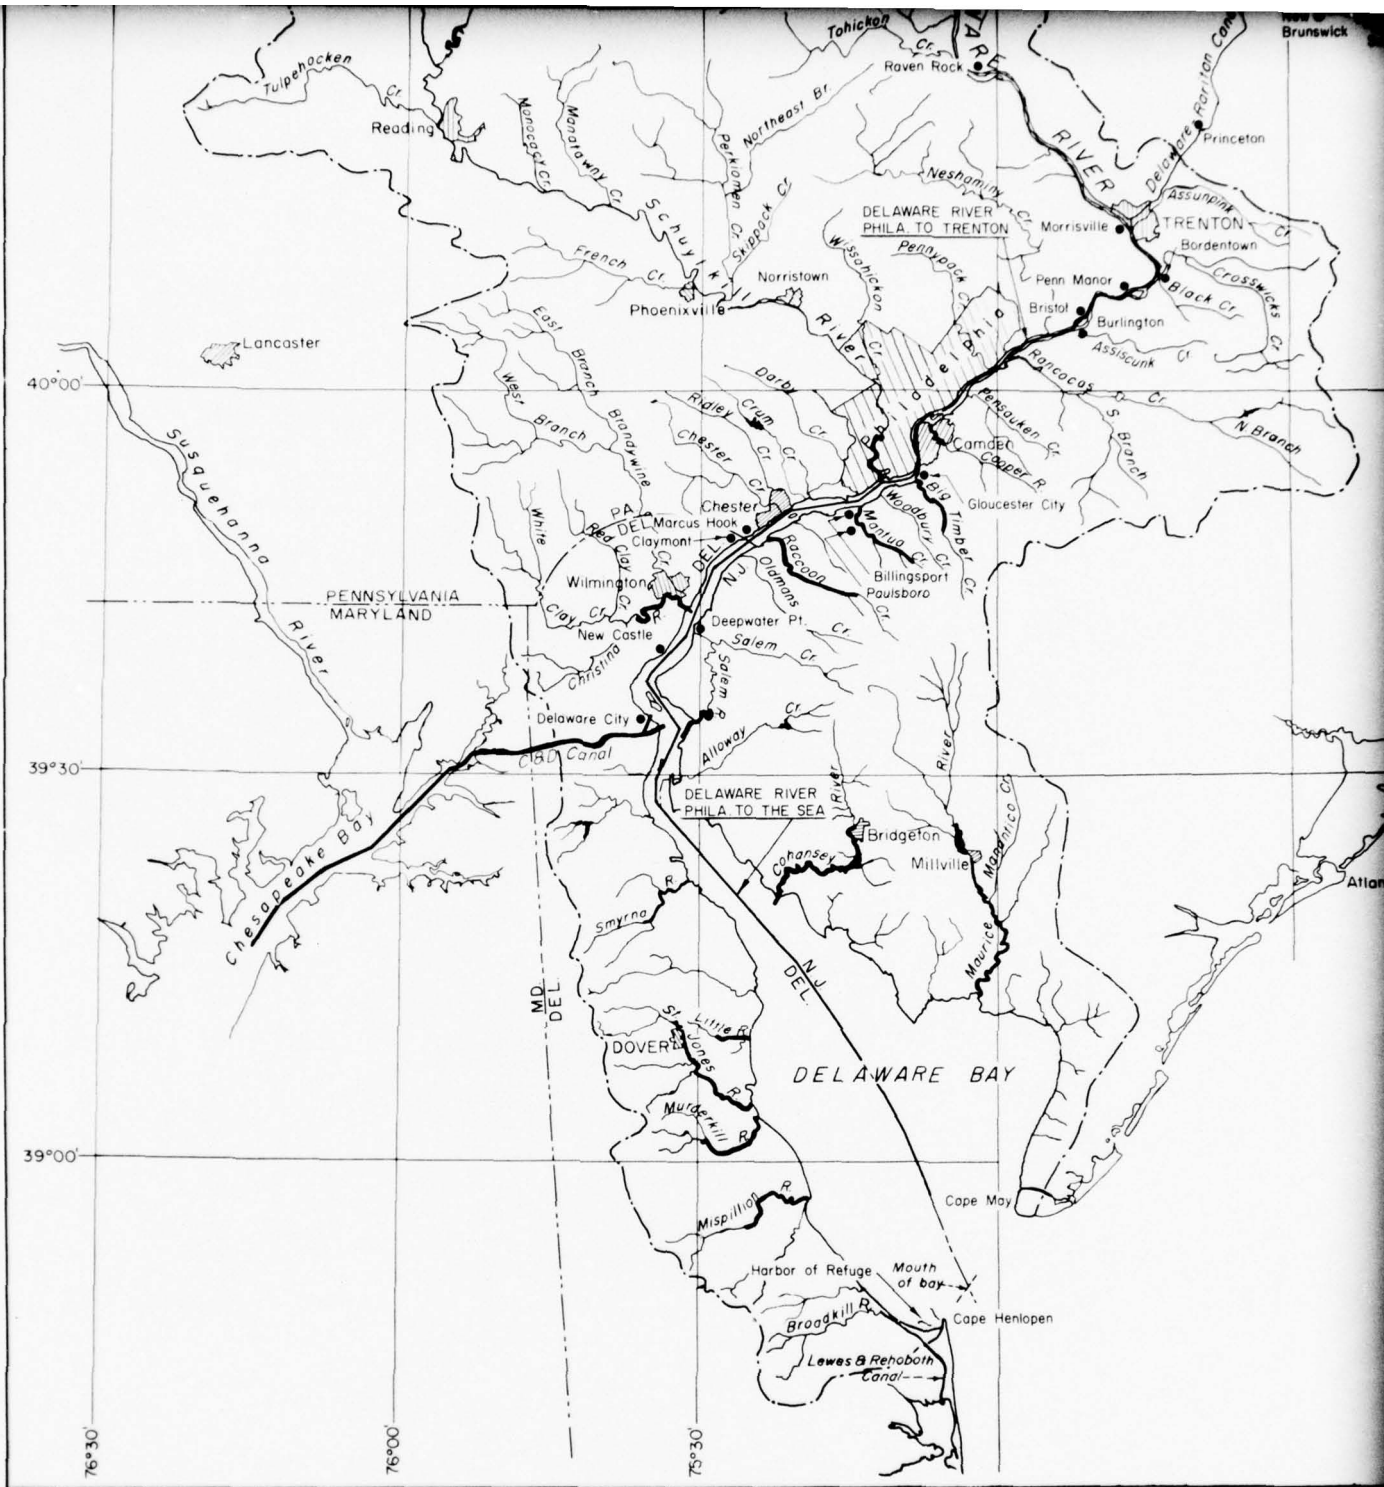 New
Brunswick
Tohickon
Cr.
WARE
RIVER
Raven Rock
Delaware Raritan Canal
Princeton
Tulpehocken
Cr.
Reading
Monocacy Cr.
Manatawny Cr.
Perkiomen Cr.
Northeast Br.
Skippack Cr.
Schuylkill
River
Neshaminy
Cr.
DELAWARE RIVER
PHILA. TO TRENTON
Morrisville
Assunpink
Cr.
TRENTON
Bordentown
Wissahickon
Cr.
Pennypack Cr.
French Cr.
Norristown
Phoenixville
Penn Manor
Black Cr.
Crosswicks Cr.
Bristol
Burlington
Assiscunk Cr.
Lancaster
East
Branch
Brandywine
Cr.
West
Branch
Philadelphia
Rancocas Cr.
S Branch
N Branch
40°00'
Darby
Cr.
Crum
Cr.
Ridley
Cr.
Chester
Cr.
Pensauken Cr.
Camden
Cooper R.
Susquehanna
River
Big Timber Cr.
Gloucester City
Woodbury Cr.
Mantua Cr.
Chester
PA.
DEL.
Marcus Hook
Claymont
White
Clay Cr.
Red Clay Cr.
DEL.
N.J.
Raccoon
Cr.
Oldmans
Cr.
Billingsport
Paulsboro
Wilmington
PENNSYLVANIA
MARYLAND
New Castle
Christina
R.
Deepwater Pt.
Salem Cr.
Salem R.
Delaware City
C&D Canal
Alloway
Cr.
39°30'
DELAWARE RIVER
PHILA. TO THE SEA
River
Cohansey
Bridgeton
River
Maurice
Millville
Manantico Cr.
Chesapeake Bay
Smyrna
R.
Atlan
MD.
DEL.
N.J.
DEL.
St. Jones
R.
Little R.
DOVER
DELAWARE BAY
Murderkill
R.
39°00'
Cape May
Mispillion R.
Harbor of Refuge
Mouth
of bay
Broadkill R.
Cape Henlopen
Lewes & Rehoboth
Canal
76°30'
76°00'
75°30'